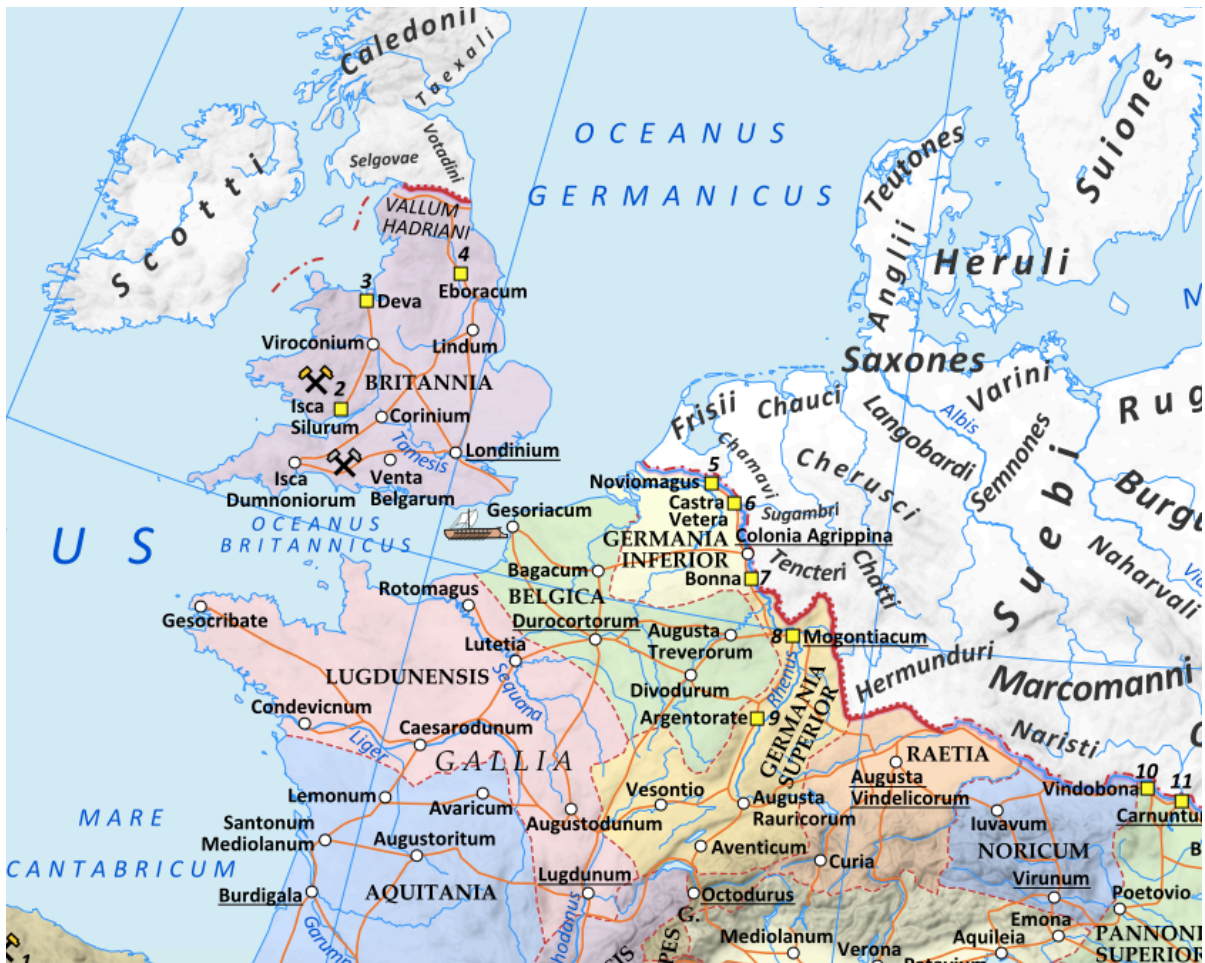 Caledonii
Taexali
Votadini
Selgovae
Scotti
OCEANUS
GERMANICUS
VALLUM
HADRIANI
4
Eboracum
3
Deva
Viroconium
Lindum
BRITANNIA
2
Isca
Silurum
Corinium
Tamesis
Londinium
Isca
Dumnoniorum
Venta
Belgarum
OCEANUS
BRITANNICUS
US
Suiones
Teutones
Anglii
Heruli
Saxones
Varini
Albis
Rug
Frisii
Chauci
Langobardi
Semnones
Suebi
Chamavi
Cherusci
Burgu
Naharvali
Noviomagus
5
Castra
Vetera
6
Sugambri
Colonia Agrippina
GERMANIA
INFERIOR
Bonna
7
Tencteri
Chatti
Gesoriacum
Bagacum
BELGICA
Durocortorum
Rotomagus
Gesocribate
Lutetia
Augusta
Treverorum
8
Mogontiacum
Hermunduri
Marcomanni
Naristi
LUGDUNENSIS
Sequana
Divodurum
Rhenus
Condevicnum
Liger
Caesarodunum
Argentorate
9
GERMANIA
SUPERIOR
GALLIA
RAETIA
Augusta
Vindelicorum
Vindobona
10
11
Carnuntu
MARE
CANTABRICUM
Lemonum
Avaricum
Augustodunum
Vesontio
Augusta
Rauricorum
Iuvavum
Santonum
Mediolanum
Augustoritum
Aventicum
Curia
NORICUM
Virunum
B
Burdigala
AQUITANIA
Lugdunum
Octodurus
Poetovio
Emona
Garumn
Rhodanus
G.
Mediolanum
Verona
Aquileia
PANNONI
SUPERIOR
1